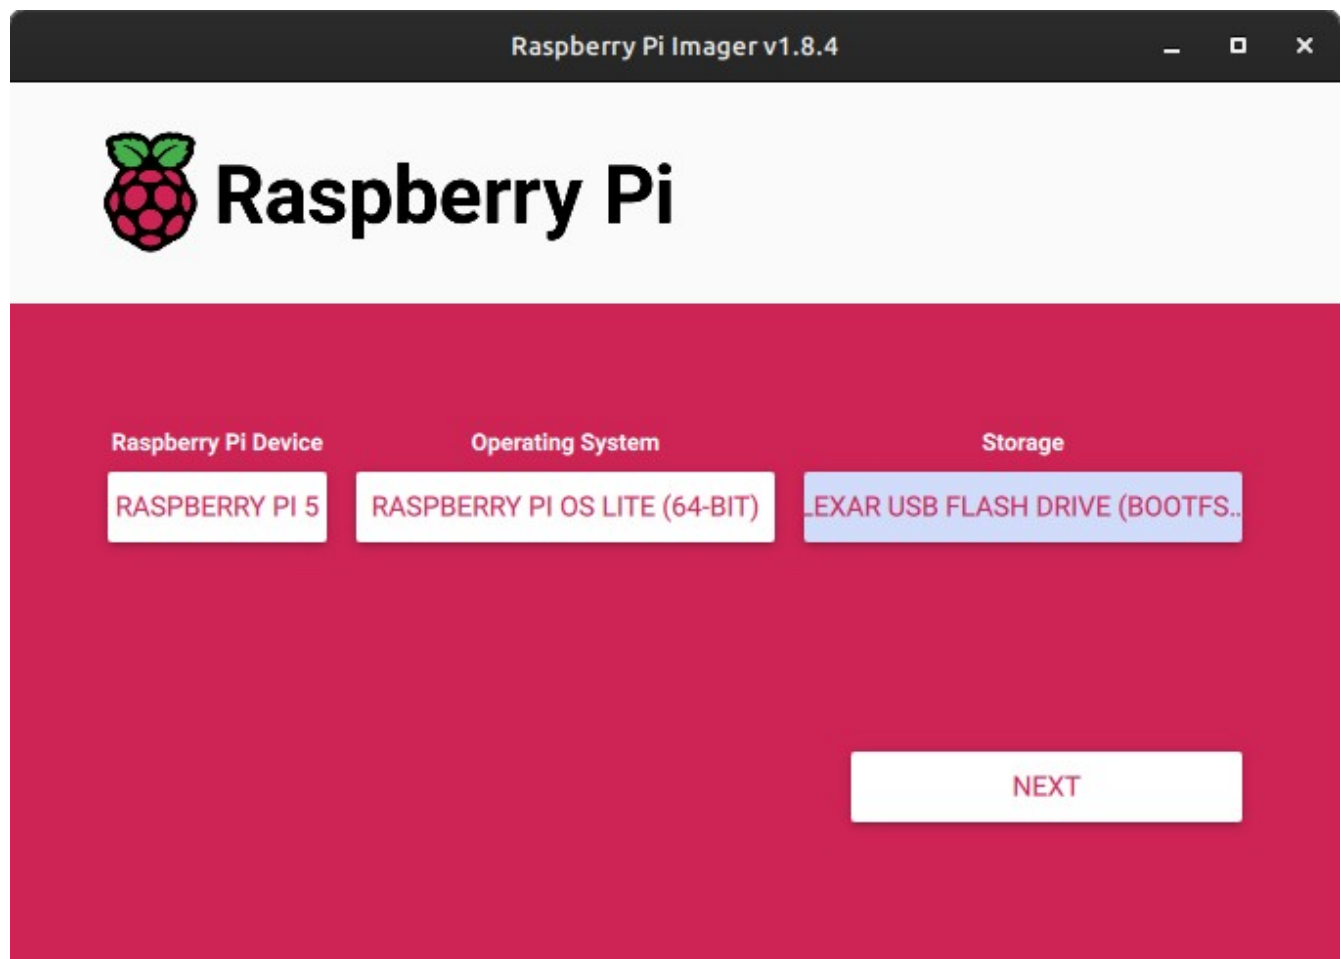 Raspberry Pi Imager v1.8.4
Raspberry Pi
Raspberry Pi Device
Operating System
Storage
RASPBERRY PI 5
RASPBERRY PI OS LITE (64-BIT)
LEXAR USB FLASH DRIVE (BOOTFS...
NEXT